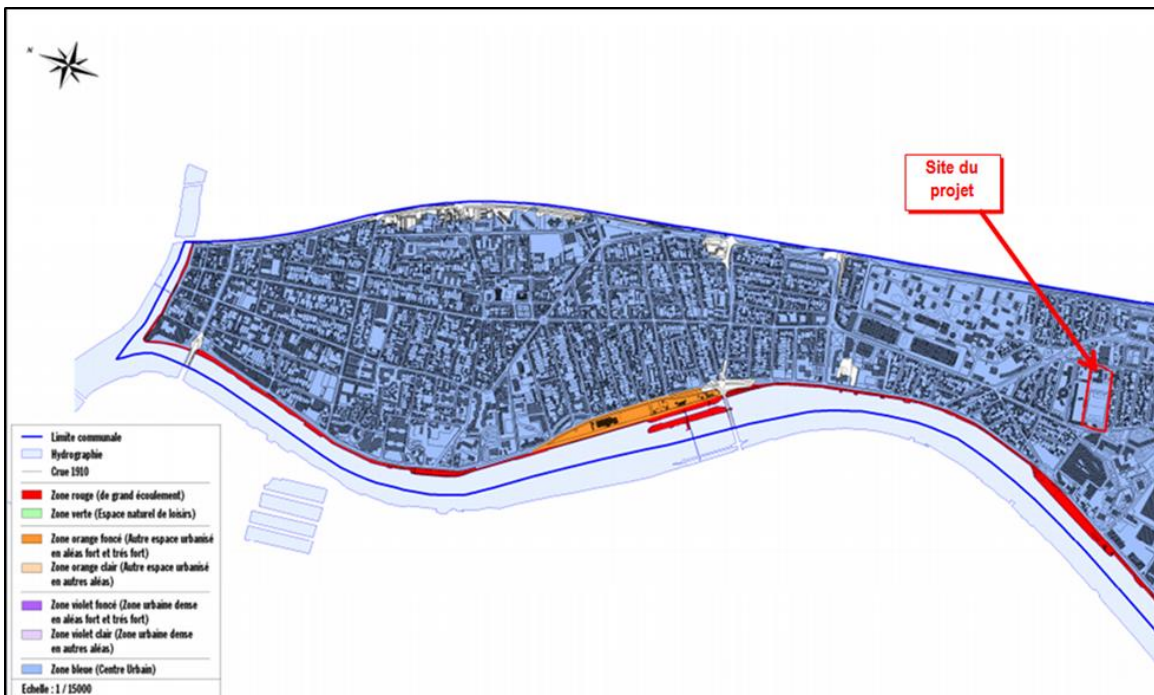 N
Site du
projet
Limite communale
Hydrographie
Crue 1910
Zone rouge (de grand écoulement)
Zone verte (Espace naturel de loisirs)
Zone orange foncé (Autre espace urbanisé
en aléas fort et trés fort)
Zone orange clair (Autre espace urbanisé
en autres aléas)
Zone violet foncé (Zone urbaine dense
en aléas fort et trés fort)
Zone violet clair (Zone urbaine dense
en autres aléas)
Zone bleue (Centre Urbain)
Echelle : 1 / 15000